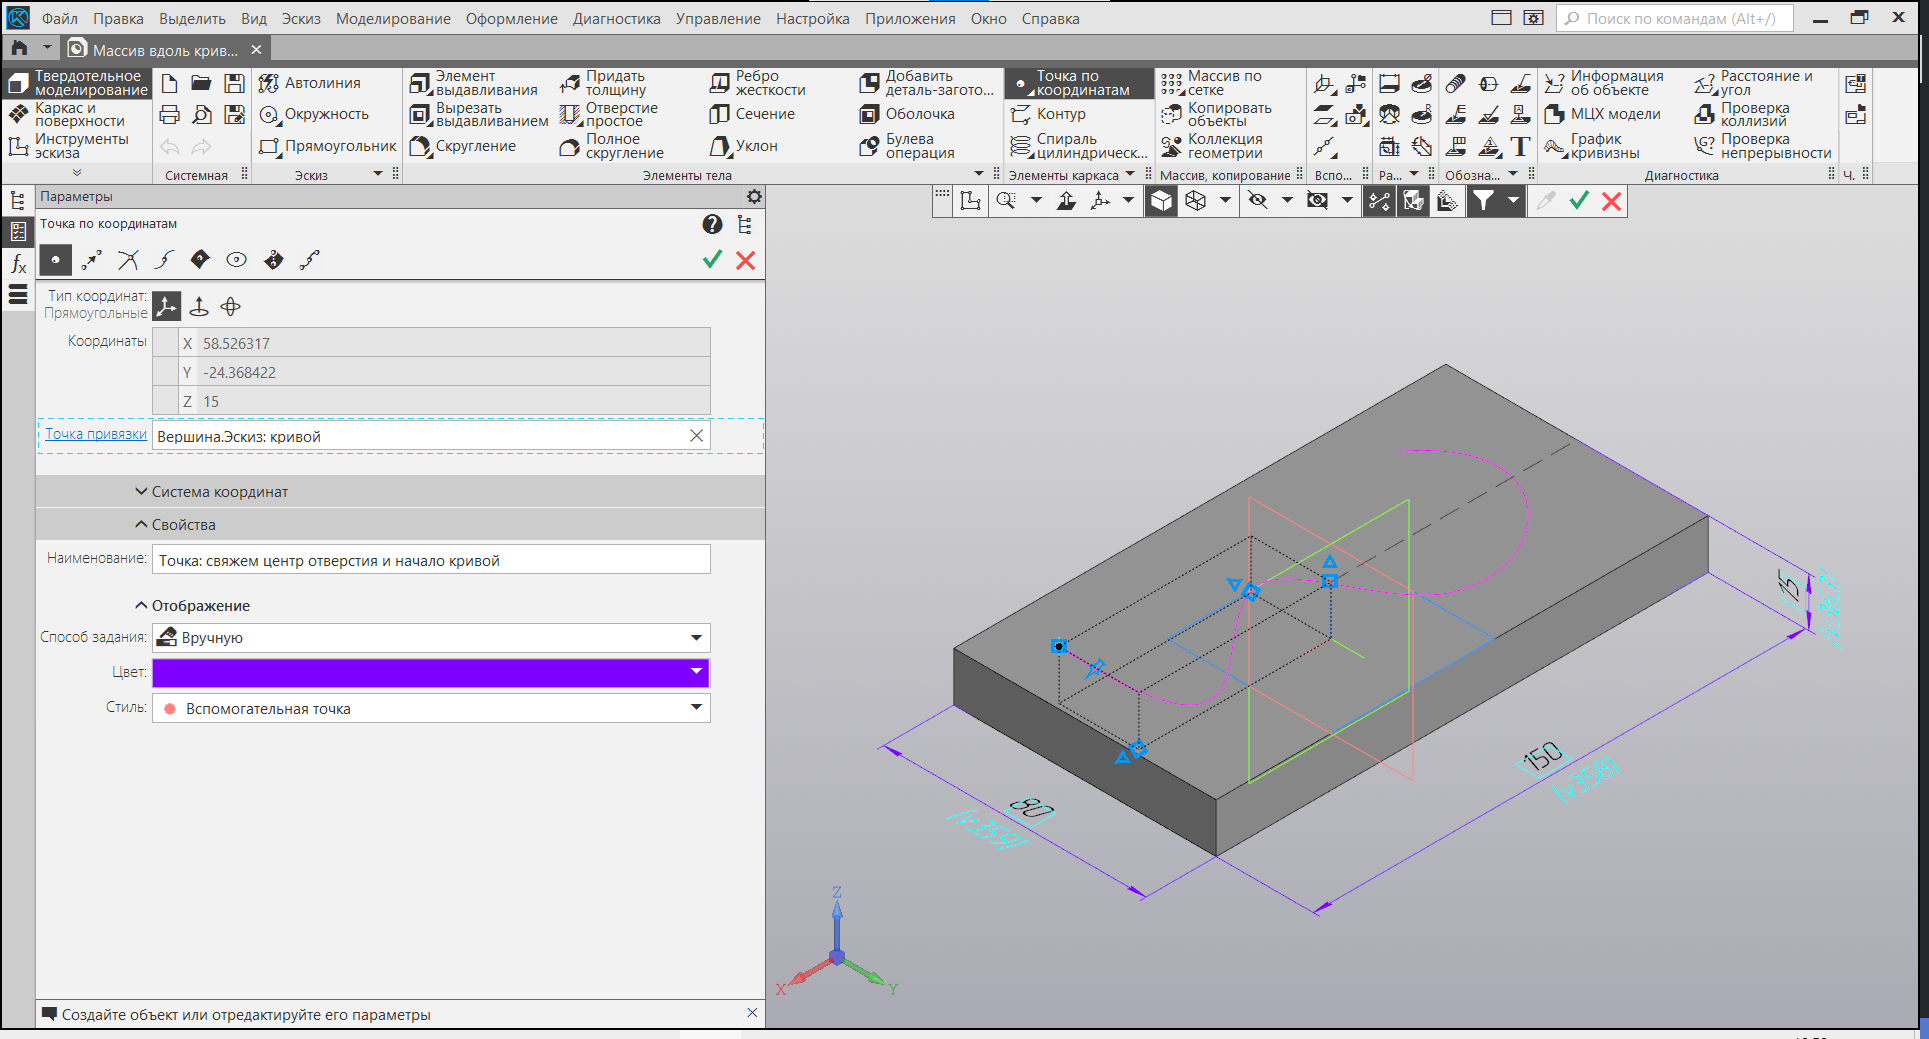 Файл Правка Выделить Вид Эскиз Моделирование Оформление Диагностика Управление Настройка Приложения Окно Справка
Поиск по командам (Alt+/)
Массив вдоль крив...
Твердотельное моделирование
Каркас и поверхности
Инструменты эскиза
Системная
Автолиния
Окружность
Прямоугольник
Эскиз
Элемент выдавливания
Вырезать выдавливанием
Скругление
Придать толщину
Отверстие простое
Полное скругление
Ребро жесткости
Сечение
Уклон
Добавить деталь-загото...
Оболочка
Булева операция
Элементы тела
Точка по координатам
Контур
Спираль цилиндрическ...
Элементы каркаса
Массив по сетке
Копировать объекты
Коллекция геометрии
Массив, копирование
Вспо...
Ра...
Обозна...
Информация об объекте
МЦХ модели
График кривизны
Расстояние и угол
Проверка коллизий
Проверка непрерывности
Диагностика
Ч.
Параметры
Точка по координатам
Тип координат:
Прямоугольные
Координаты
X 58.526317
Y -24.368422
Z 15
Точка привязки
Вершина.Эскиз: кривой
Система координат
Свойства
Наименование: Точка: свяжем центр отверстия и начало кривой
Отображение
Способ задания: Вручную
Цвет:
Стиль: Вспомогательная точка
Создайте объект или отредактируйте его параметры
15
150
(v358)
80
Z
X
Y